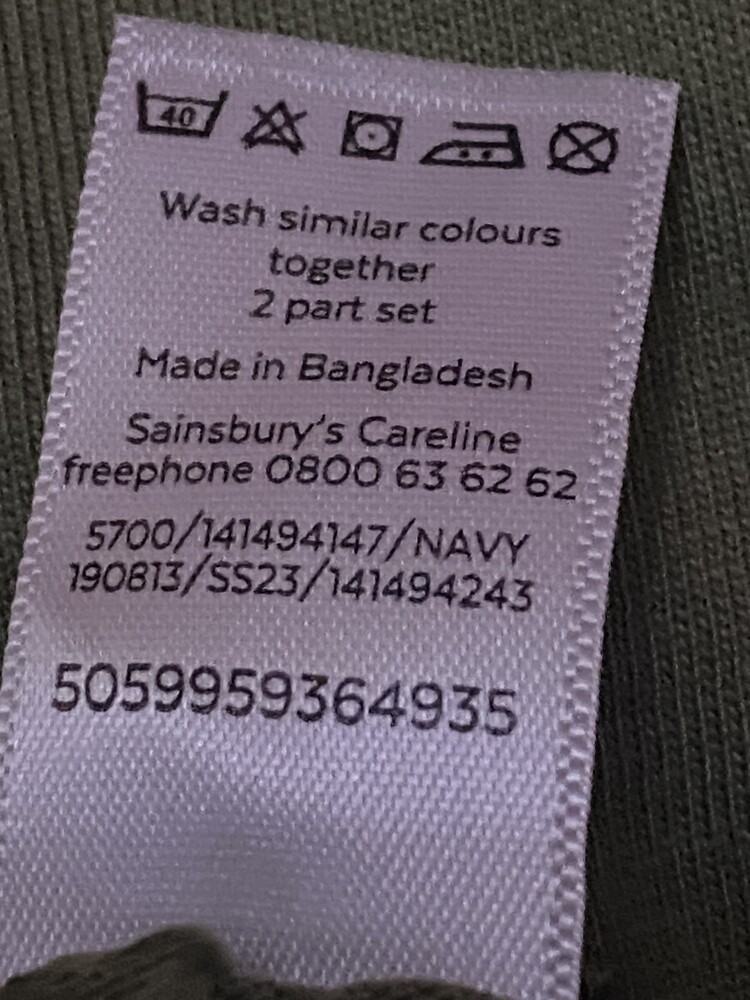 40
Wash similar colours
together
2 part set
Made in Bangladesh
Sainsbury's Careline
freephone 0800 63 62 62
5700/141494147/NAVY
190813/SS23/141494243
5059959364935